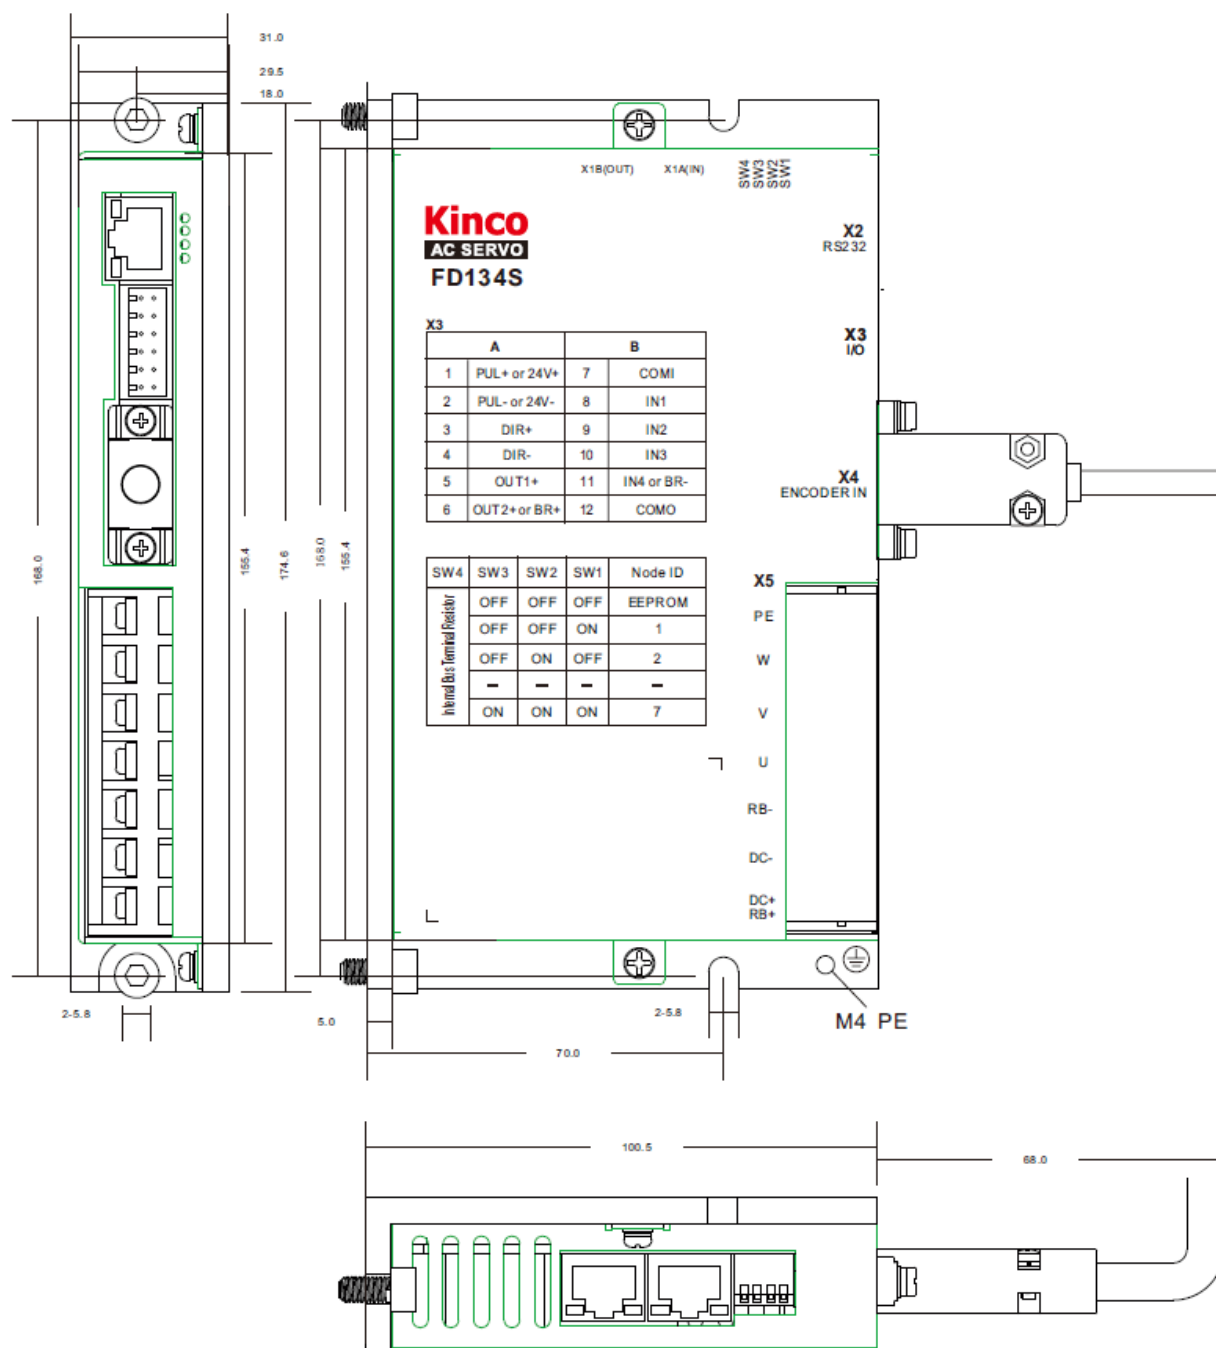 31.0
29.5
18.0
X1B(OUT) X1A(IN) SW4 SW3 SW2 SW1
Kinco
AC SERVO
FD134S
X2
RS232
X3
I/O
X3
A B
1 PUL+ or 24V+ 7 COMI
2 PUL- or 24V- 8 IN1
3 DIR+ 9 IN2
4 DIR- 10 IN3
5 OUT1+ 11 IN4 or BR-
6 OUT2+ or BR+ 12 COMO
X4
ENCODER IN
168.0
155.4
174.6
168.0
155.4
SW4 SW3 SW2 SW1 Node ID
Internal Bus Terminal Resistor
OFF OFF OFF EEPROM
OFF OFF ON 1
OFF ON OFF 2
– – – –
ON ON ON 7
X5
PE
W
V
U
RB-
DC-
DC+
RB+
2-5.8
5.0
2-5.8
M4 PE
70.0
100.5
68.0